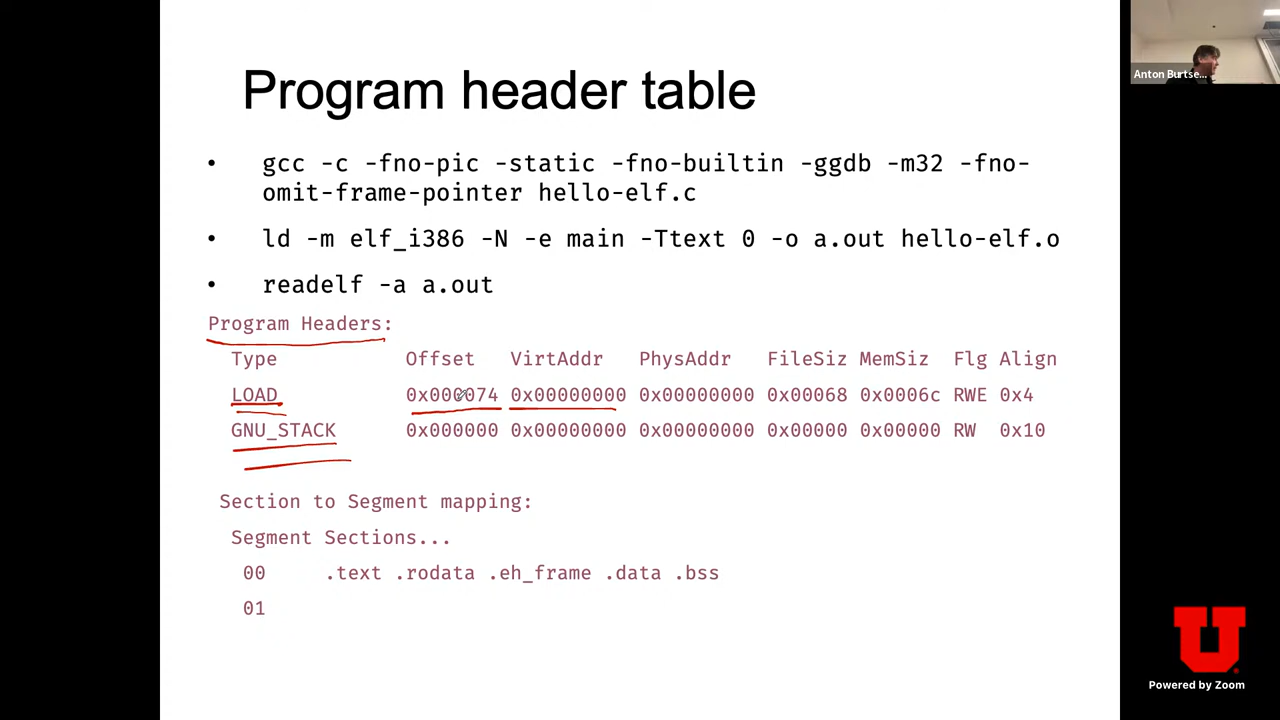 Program header table
Anton Burtse...
• gcc -c -fno-pic -static -fno-builtin -ggdb -m32 -fno-
omit-frame-pointer hello-elf.c
• ld -m elf_i386 -N -e main -Ttext 0 -o a.out hello-elf.o
• readelf -a a.out
Program Headers:
Type Offset VirtAddr PhysAddr FileSiz MemSiz Flg Align
LOAD 0x000074 0x00000000 0x00000000 0x00068 0x0006c RWE 0x4
GNU_STACK 0x000000 0x00000000 0x00000000 0x00000 0x00000 RW 0x10
Section to Segment mapping:
Segment Sections...
00 .text .rodata .eh_frame .data .bss
01
U
Powered by Zoom